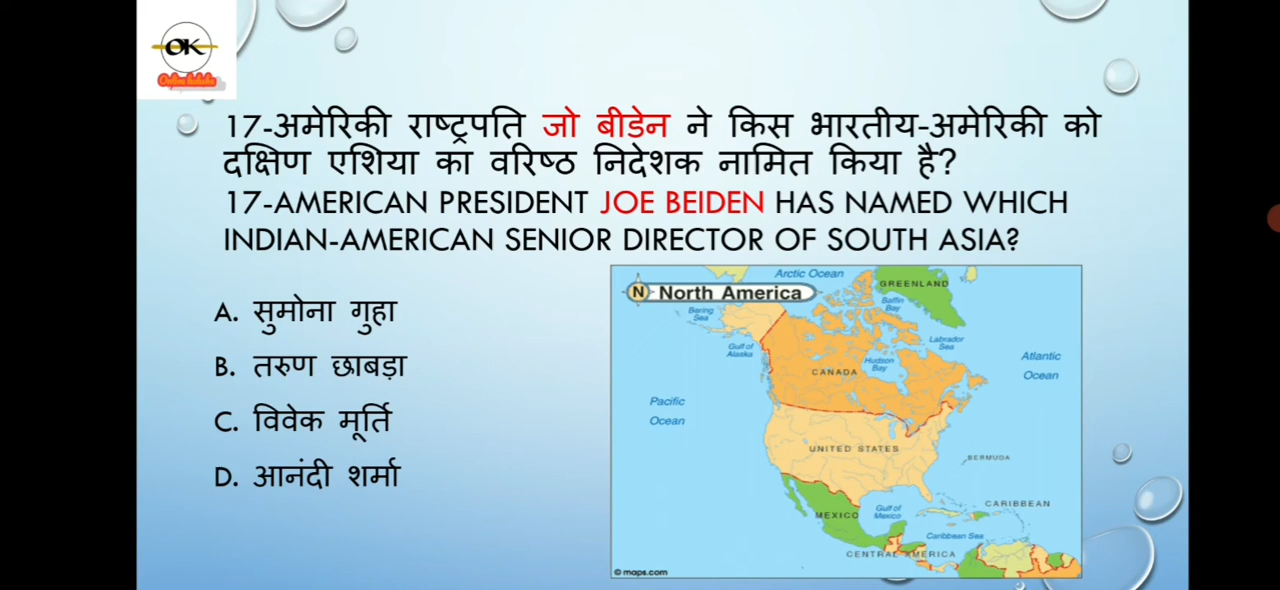 OK
Online kaksha
17-अमेरिकी राष्ट्रपति जो बीडेन ने किस भारतीय-अमेरिकी को
दक्षिण एशिया का वरिष्ठ निदेशक नामित किया है?
17-AMERICAN PRESIDENT JOE BEIDEN HAS NAMED WHICH
INDIAN-AMERICAN SENIOR DIRECTOR OF SOUTH ASIA?
A. सुमोना गुहा
B. तरुण छाबड़ा
C. विवेक मूर्ति
D. आनंदी शर्मा
Arctic Ocean
N North America
GREENLAND
Bering
Sea
Baffin
Bay
Gulf of
Alaska
Labrador
Sea
Hudson
Bay
CANADA
Atlantic
Ocean
Pacific
Ocean
UNITED STATES
BERMUDA
MEXICO
Gulf of
Mexico
CARIBBEAN
Caribbean Sea
CENTRAL AMERICA
© maps.com